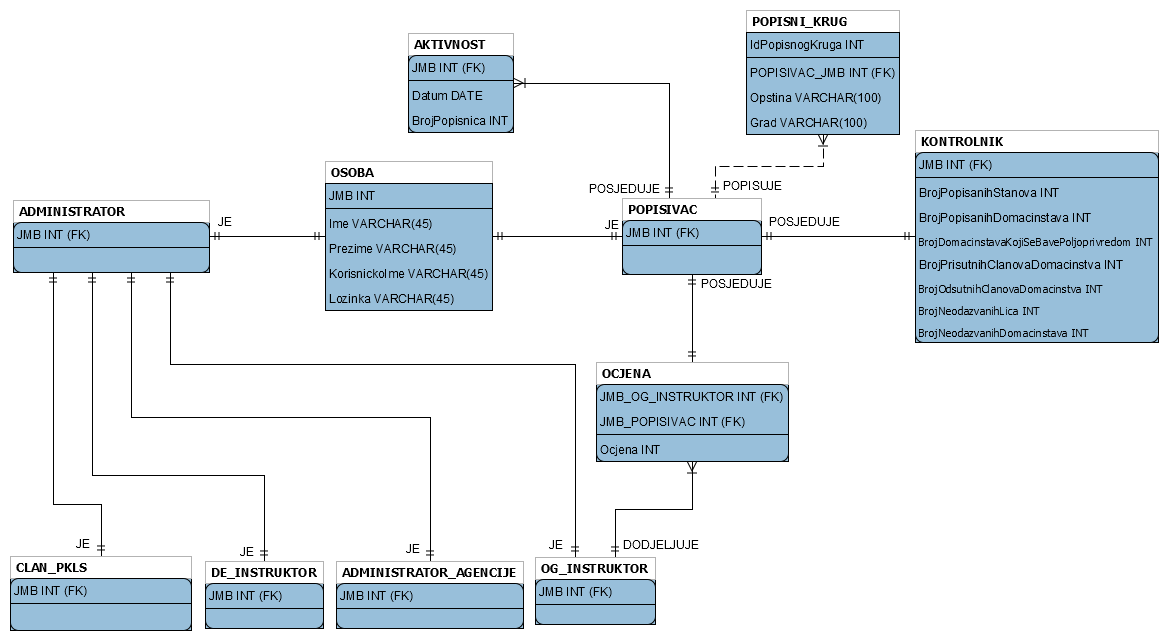 POPISNI_KRUG
IdPopisnogKruga INT
POPISIVAC_JMB INT (FK)
Opstina VARCHAR(100)
Grad VARCHAR(100)
AKTIVNOST
JMB INT (FK)
Datum DATE
BrojPopisnica INT
KONTROLNIK
JMB INT (FK)
BrojPopisanihStanova INT
BrojPopisanihDomacinstava INT
BrojDomacinstavaKojiSeBavePoljoprivredom INT
BrojPrisutnihClanovaDomacinstva INT
BrojOdsutnihClanovaDomacinstva INT
BrojNeodazvanihLica INT
BrojNeodazvanihDomacinstava INT
OSOBA
JMB INT
Ime VARCHAR(45)
Prezime VARCHAR(45)
KorisnickoIme VARCHAR(45)
Lozinka VARCHAR(45)
POSJEDUJE
POPISUJE
ADMINISTRATOR
JMB INT (FK)
JE
JE
POPISIVAC
JMB INT (FK)
POSJEDUJE
POSJEDUJE
OCJENA
JMB_OG_INSTRUKTOR INT (FK)
JMB_POPISIVAC INT (FK)
Ocjena INT
JE
JE
JE
JE
DODJELJUJE
CLAN_PKLS
JMB INT (FK)
DE_INSTRUKTOR
JMB INT (FK)
ADMINISTRATOR_AGENCIJE
JMB INT (FK)
OG_INSTRUKTOR
JMB INT (FK)